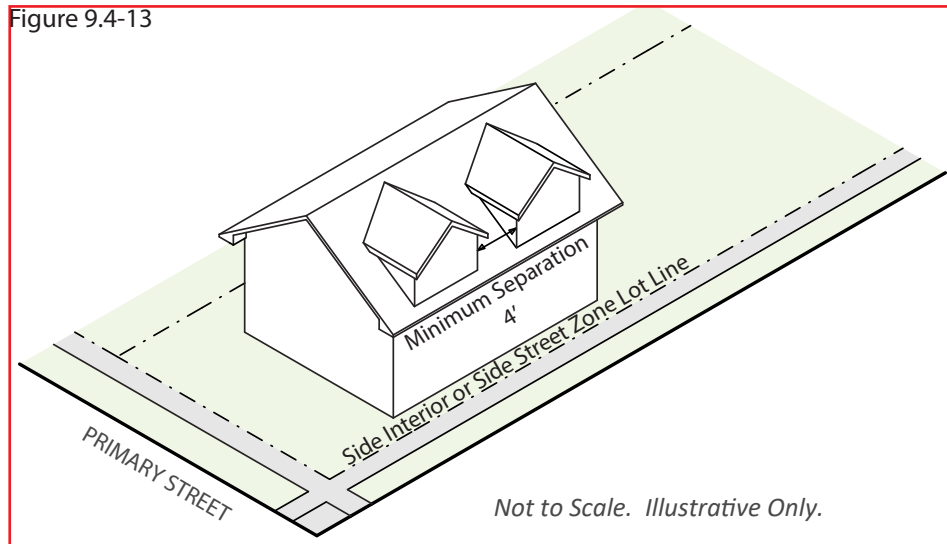 Figure 9.4-13
Minimum Separation
4'
Side Interior or Side Street Zone Lot Line
PRIMARY STREET
Not to Scale.  Illustrative Only.